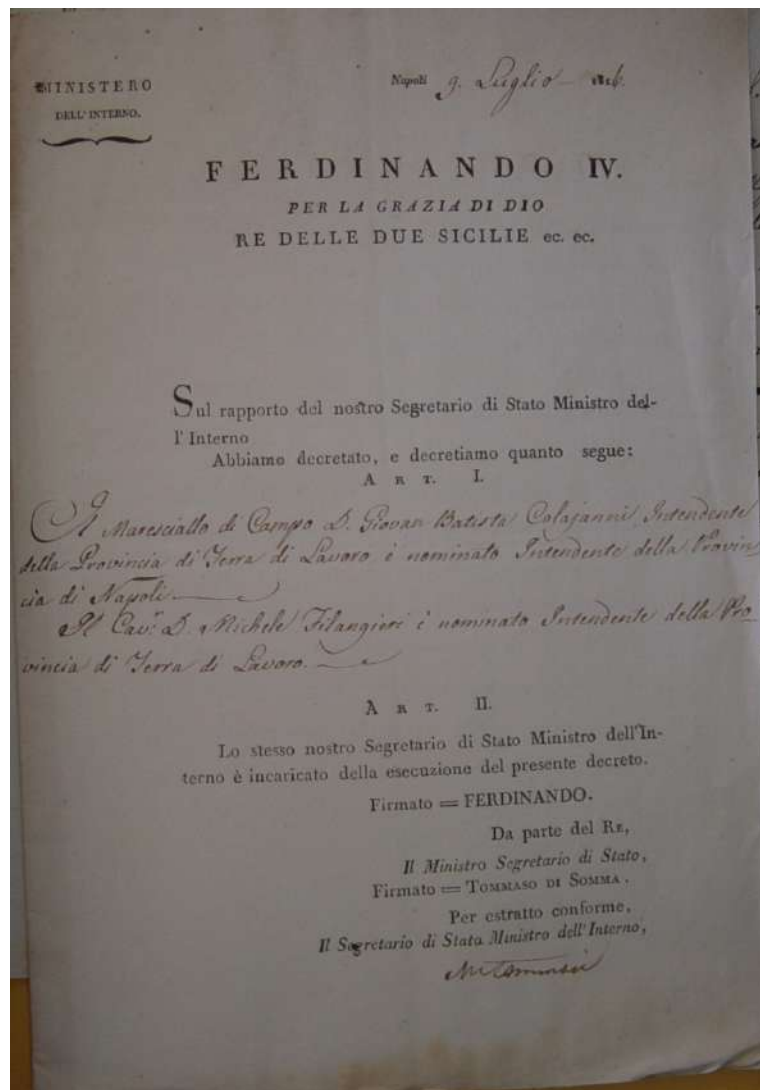 MINISTERO
DELL' INTERNO.
Napoli 9. Luglio 1816.
FERDINANDO IV.
PER LA GRAZIA DI DIO
RE DELLE DUE SICILIE ec. ec.
Sul rapporto del nostro Segretario di Stato Ministro del-
l' Interno
Abbiamo decretato, e decretiamo quanto segue:
ART. I.
Il Maresciallo di Campo D. Giovan Batista Colajanni Intendente
della Provincia di Terra di Lavoro è nominato Intendente della Provin
cia di Napoli.
Il Cav.r D. Michele Filangieri è nominato Intendente della Pro
vincia di Terra di Lavoro.
ART. II.
Lo stesso nostro Segretario di Stato Ministro dell'In-
terno è incaricato della esecuzione del presente decreto.
Firmato = FERDINANDO.
Da parte del RE,
Il Ministro Segretario di Stato,
Firmato = TOMMASO DI SOMMA.
Per estratto conforme,
Il Segretario di Stato Ministro dell'Interno,